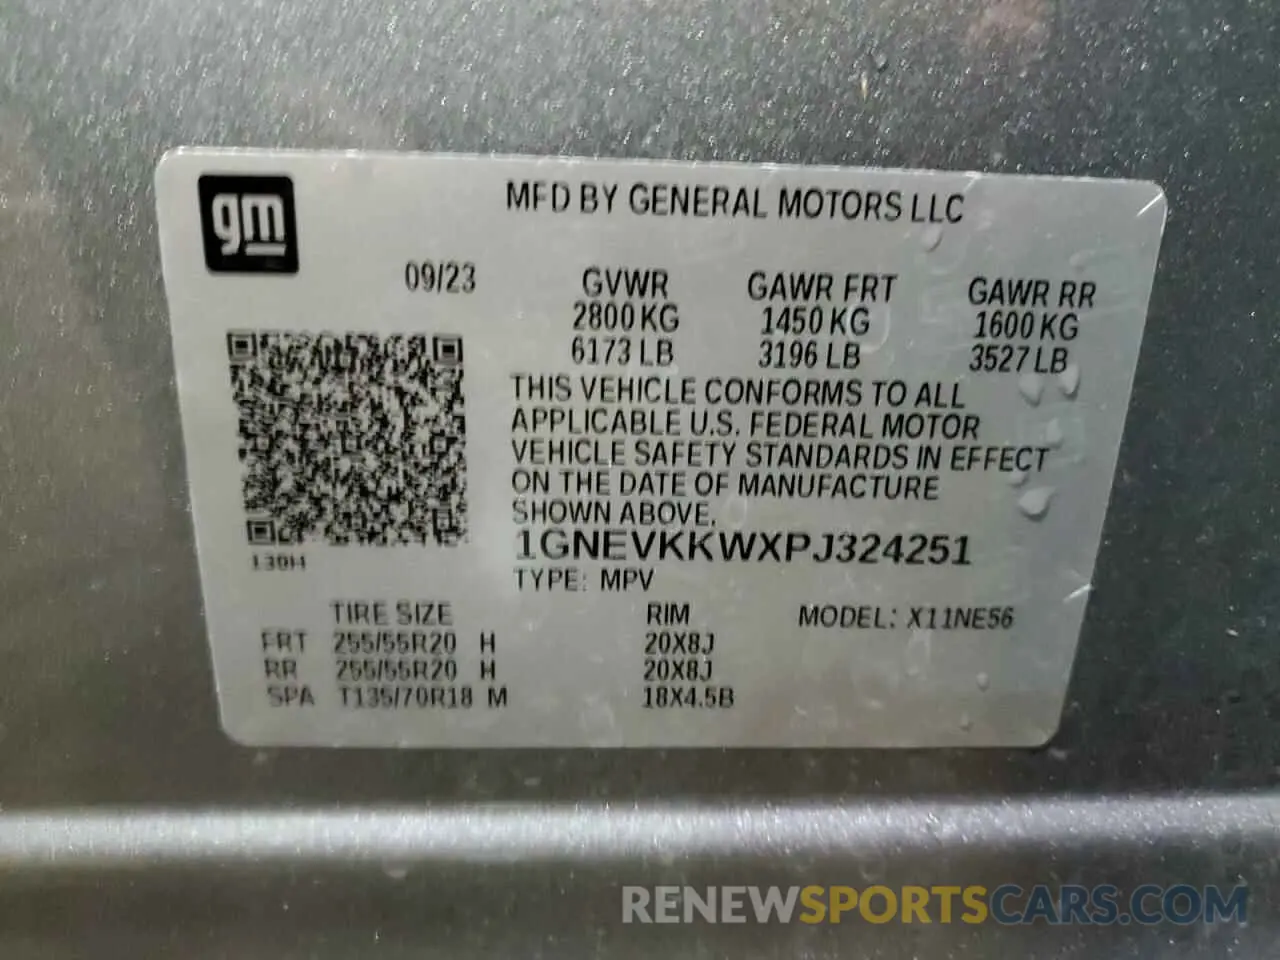 gm
MFD BY GENERAL MOTORS LLC
09/23 GVWR GAWR FRT GAWR RR
2800 KG 1450 KG 1600 KG
6173 LB 3196 LB 3527 LB
THIS VEHICLE CONFORMS TO ALL
APPLICABLE U.S. FEDERAL MOTOR
VEHICLE SAFETY STANDARDS IN EFFECT
ON THE DATE OF MANUFACTURE
SHOWN ABOVE.
1GNEVKKWXPJ324251
TYPE: MPV
TIRE SIZE RIM MODEL: X11NE56
FRT 255/55R20 H 20X8J
RR 255/55R20 H 20X8J
SPA T135/70R18 M 18X4.5B
RENEWSPORTSCARS.COM